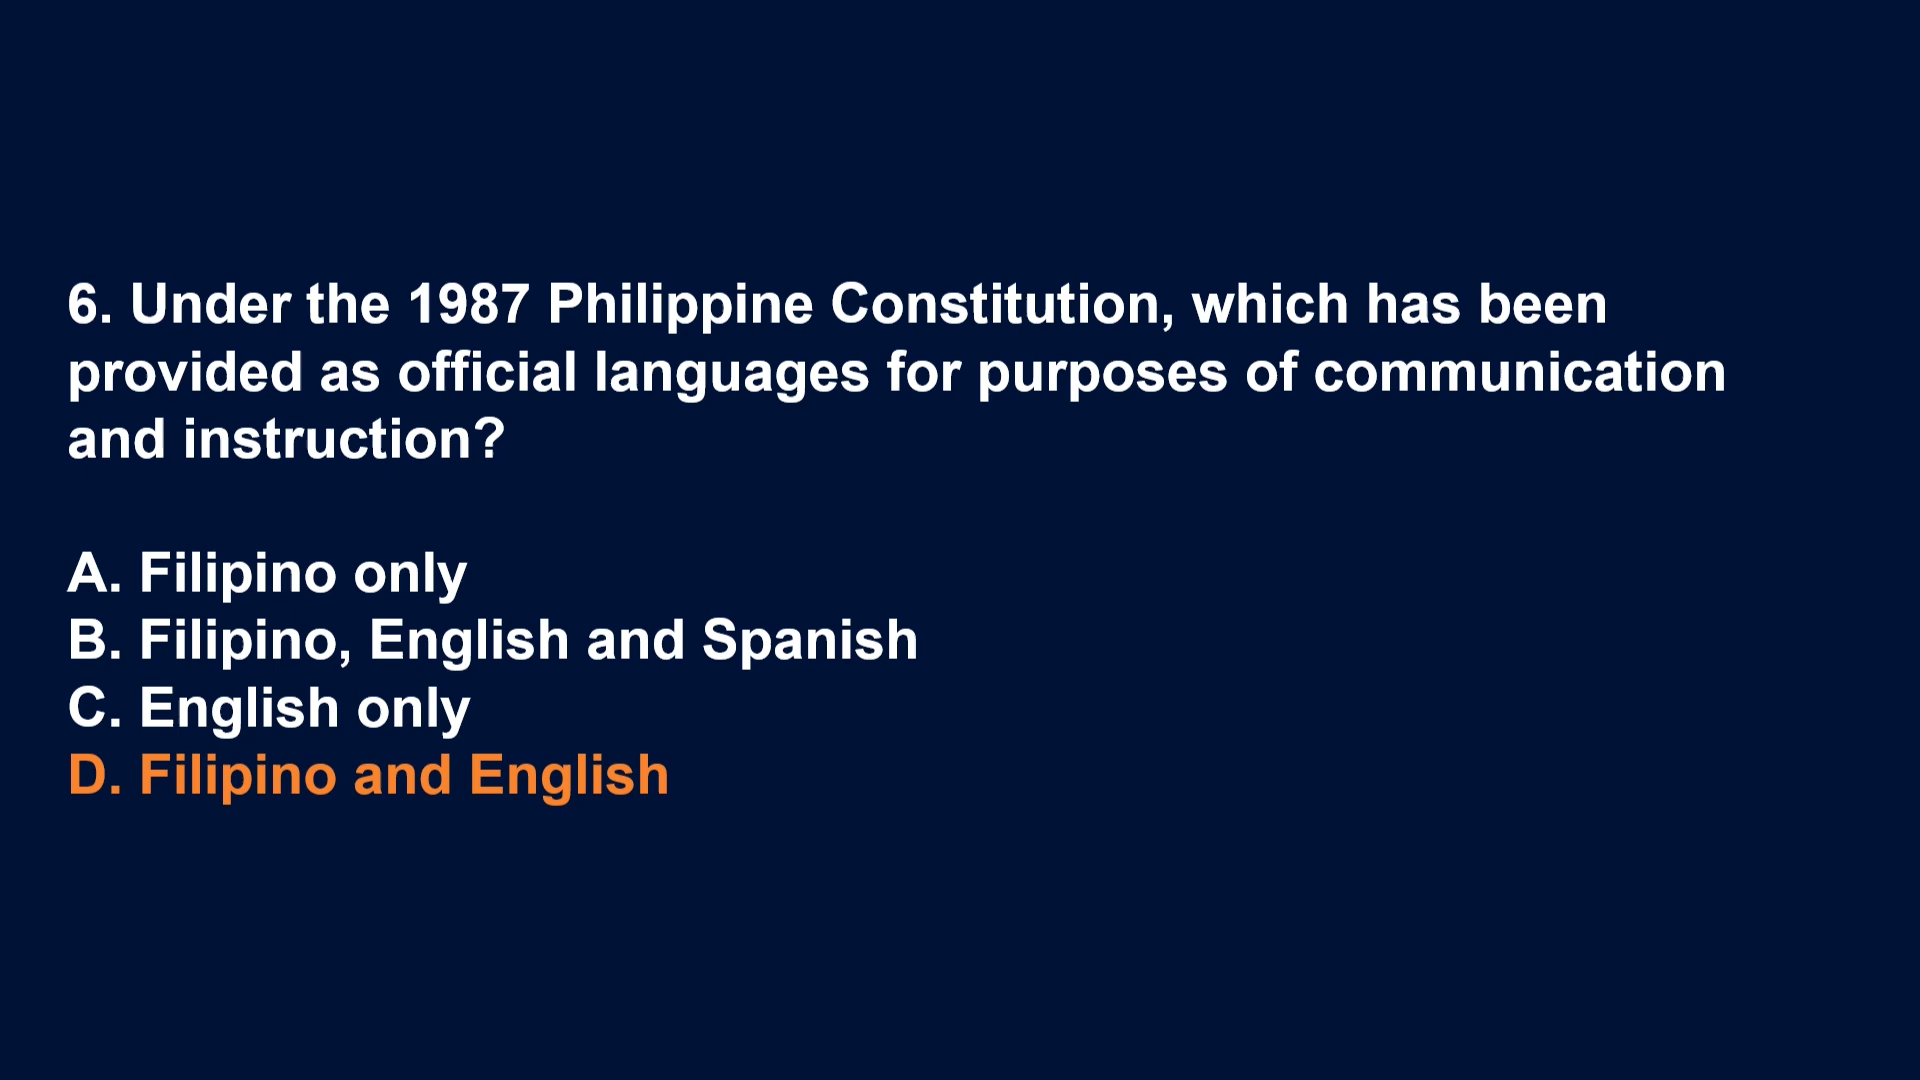 6. Under the 1987 Philippine Constitution, which has been
provided as official languages for purposes of communication
and instruction?
A. Filipino only
B. Filipino, English and Spanish
C. English only
D. Filipino and English